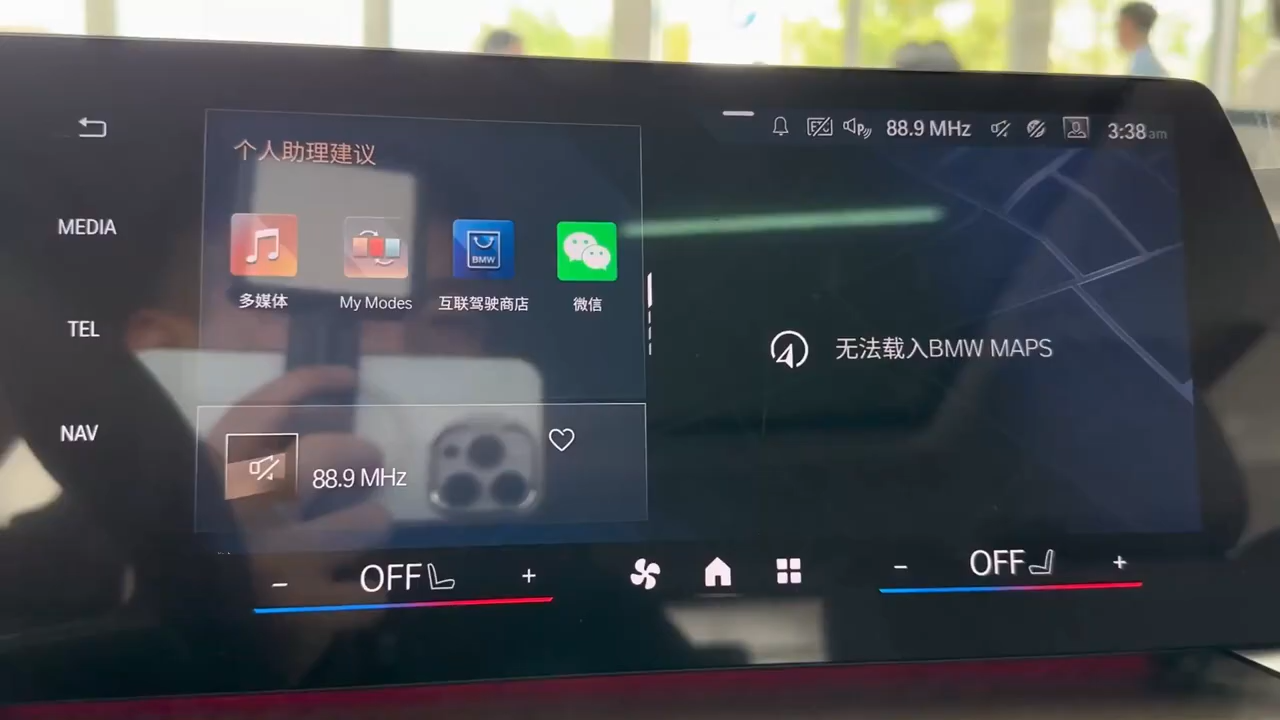 88.9 MHz
3:38 am
个人助理建议
MEDIA
BMW
多媒体
My Modes
互联驾驶商店
微信
TEL
无法载入BMW MAPS
NAV
88.9 MHz
− OFF +
− OFF +